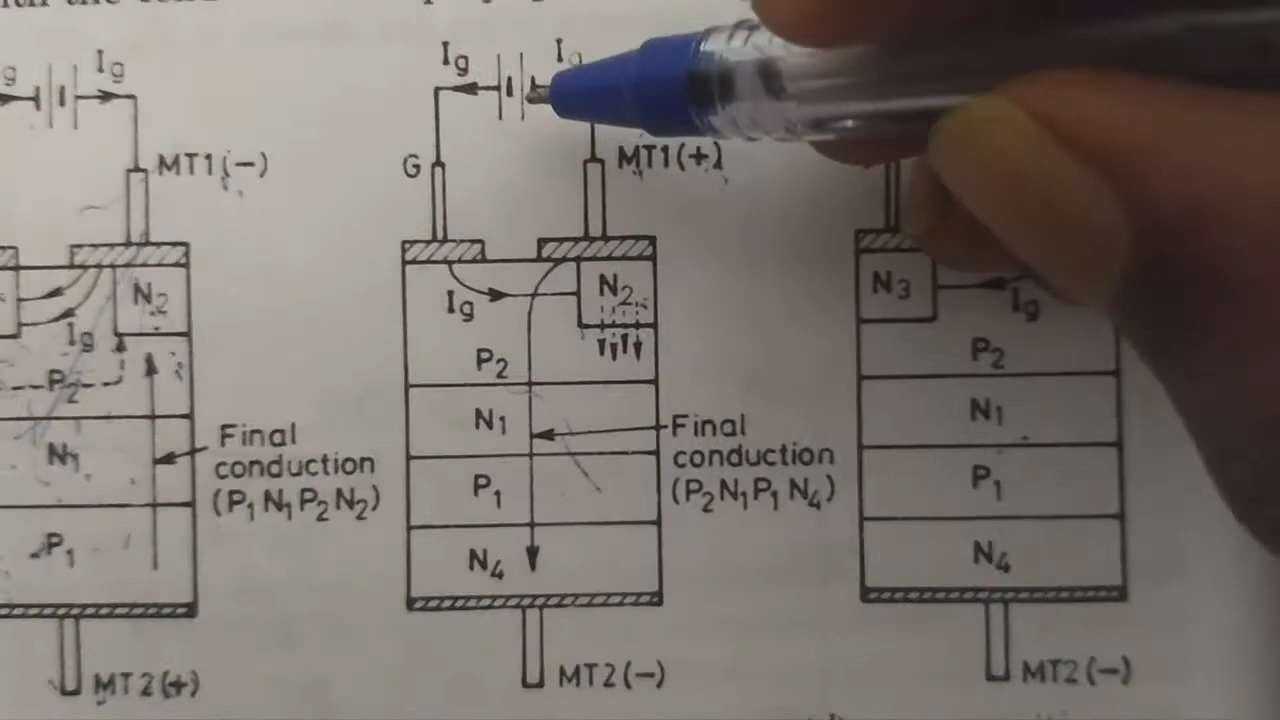 g
Ig
MT1(-)
N2
Ig
P2
N1
P1
Final
conduction
(P1 N1 P2 N2)
MT2(+)
Ig
G
MT1(+)
Ig
N2
P2
N1
P1
N4
Final
conduction
(P2 N1 P1 N4)
MT2(-)
N3
Ig
P2
N1
P1
N4
MT2(-)